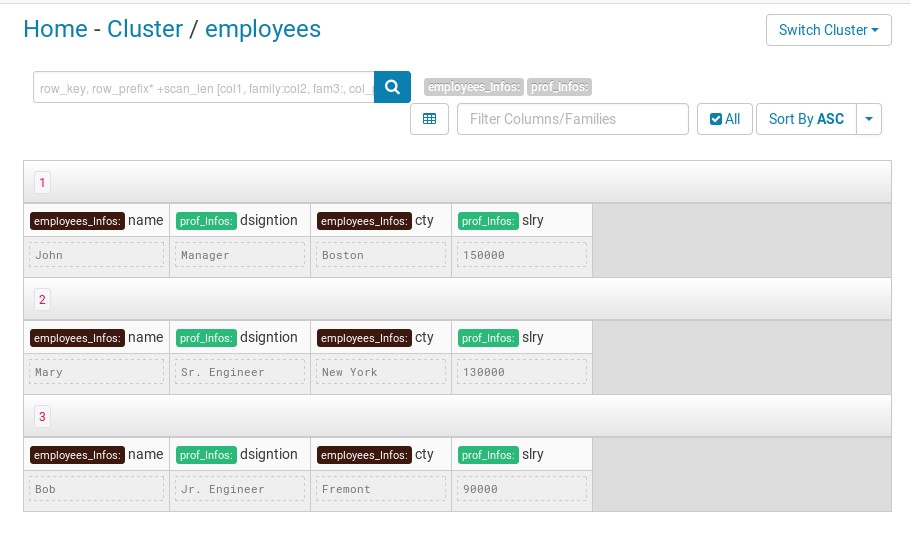 Home - Cluster / employees
Switch Cluster
row_key, row_prefix* +scan_len [col1, family:col2, fam3:, col_p
employees_Infos: prof_Infos:
Filter Columns/Families
All
Sort By ASC
1
employees_Infos: name prof_Infos: dsigntion employees_Infos: cty prof_Infos: slry
John Manager Boston 150000
2
employees_Infos: name prof_Infos: dsigntion employees_Infos: cty prof_Infos: slry
Mary Sr. Engineer New York 130000
3
employees_Infos: name prof_Infos: dsigntion employees_Infos: cty prof_Infos: slry
Bob Jr. Engineer Fremont 90000